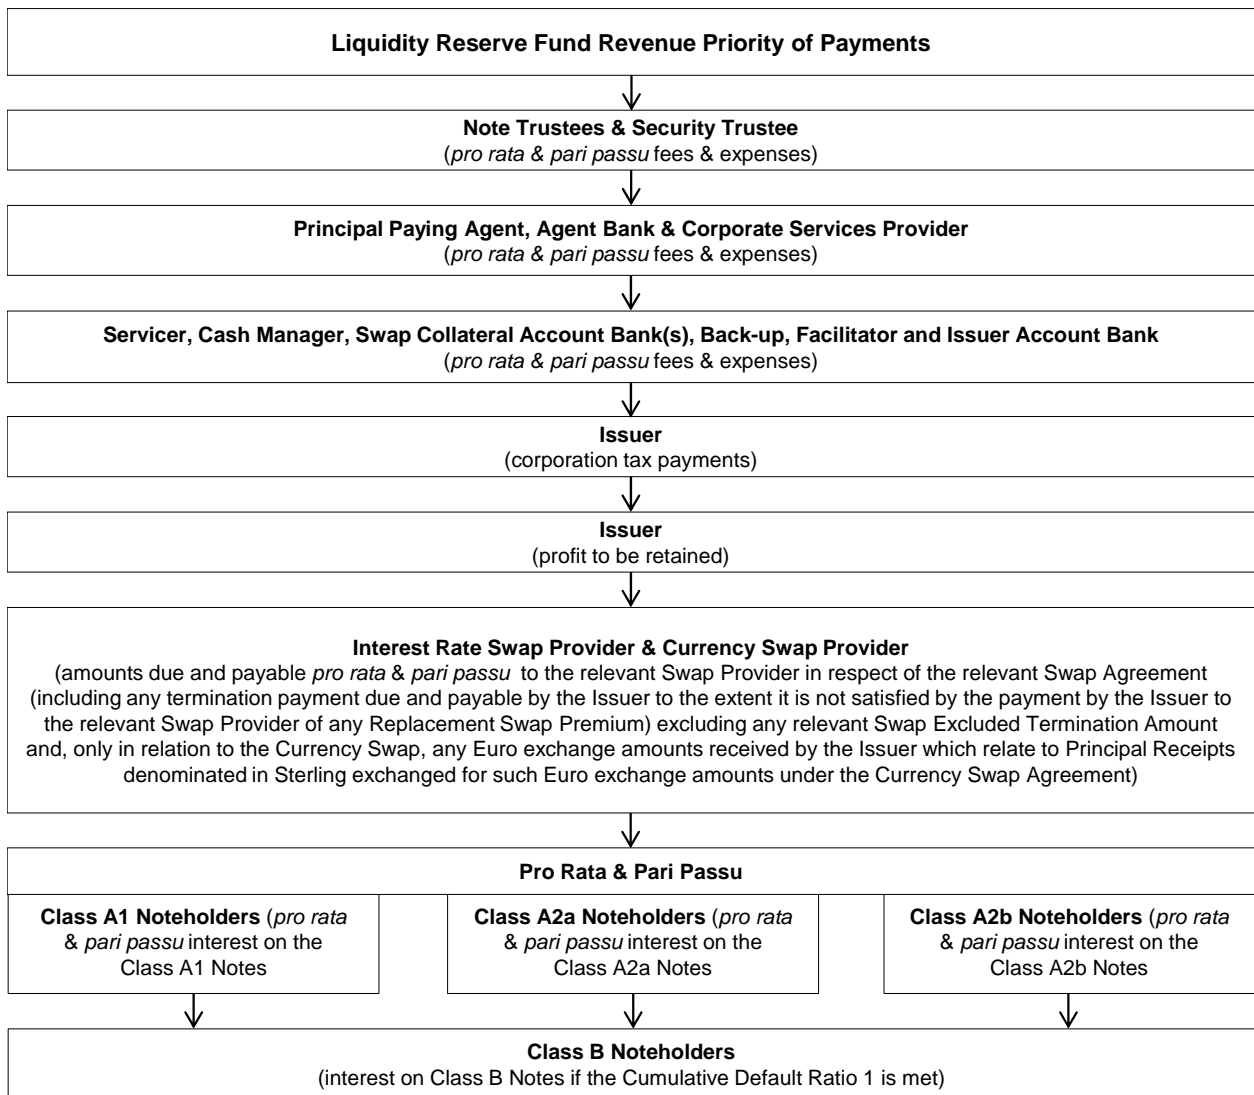 Liquidity Reserve Fund Revenue Priority of Payments
Note Trustees & Security Trustee
(pro rata & pari passu fees & expenses)
Principal Paying Agent, Agent Bank & Corporate Services Provider
(pro rata & pari passu fees & expenses)
Servicer, Cash Manager, Swap Collateral Account Bank(s), Back-up, Facilitator and Issuer Account Bank
(pro rata & pari passu fees & expenses)
Issuer
(corporation tax payments)
Issuer
(profit to be retained)
Interest Rate Swap Provider & Currency Swap Provider
(amounts due and payable pro rata & pari passu to the relevant Swap Provider in respect of the relevant Swap Agreement
(including any termination payment due and payable by the Issuer to the extent it is not satisfied by the payment by the Issuer to
the relevant Swap Provider of any Replacement Swap Premium) excluding any relevant Swap Excluded Termination Amount
and, only in relation to the Currency Swap, any Euro exchange amounts received by the Issuer which relate to Principal Receipts
denominated in Sterling exchanged for such Euro exchange amounts under the Currency Swap Agreement)
Pro Rata & Pari Passu
Class A1 Noteholders (pro rata
& pari passu interest on the
Class A1 Notes
Class A2a Noteholders (pro rata
& pari passu interest on the
Class A2a Notes
Class A2b Noteholders (pro rata
& pari passu interest on the
Class A2b Notes
Class B Noteholders
(interest on Class B Notes if the Cumulative Default Ratio 1 is met)